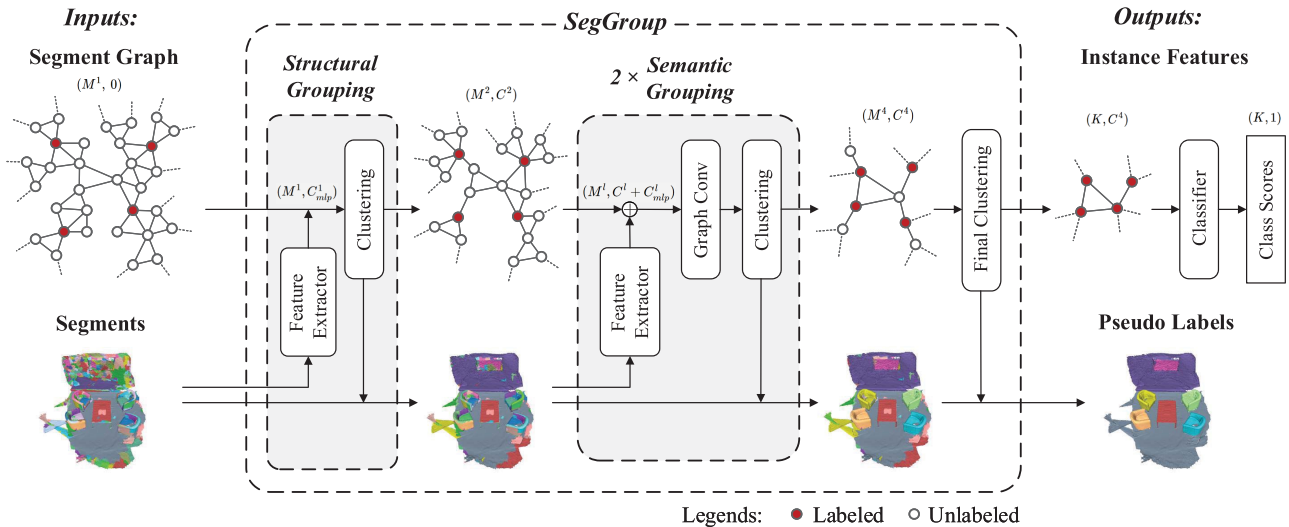 Inputs:
SegGroup
Outputs:
Segment Graph
(M¹, 0)
Structural
Grouping
(M², C²)
2 × Semantic
Grouping
(M⁴, C⁴)
Instance Features
(K, C⁴)
(K, 1)
(M¹, C¹ₘₗₚ)
Clustering
Feature
Extractor
(Mˡ, Cˡ + Cˡₘₗₚ)
Graph Conv
Clustering
Feature
Extractor
Final Clustering
Classifier
Class Scores
Segments
Pseudo Labels
Legends: Labeled Unlabeled